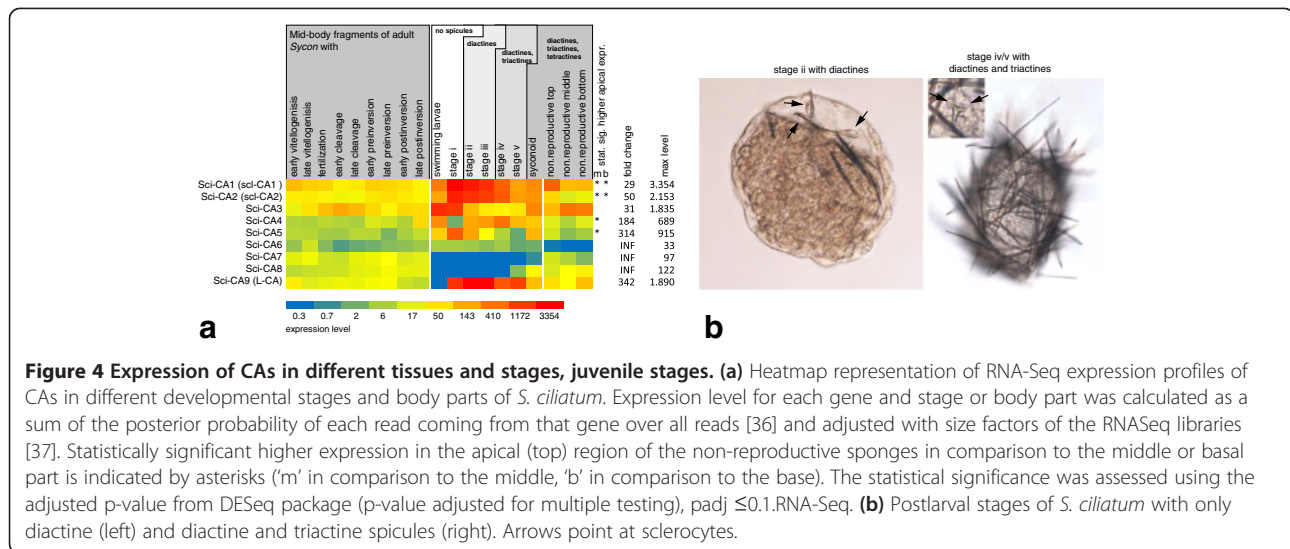 Mid-body fragments of adult
Sycon with
no spicules
diactines
diactines,
triactines
diactines,
triactines,
tetractines
early vitellogenisis
late vitellogenisis
fertilization
early cleavage
late cleavage
early preinversion
late preinversion
early postinversion
late postinversion
swimming larvae
stage i
stage ii
stage iii
stage iv
stage v
syconoid
non.reproductive top
non.reproductive middle
non.reproductive bottom
m b
stat. sig. higher apical expr.
fold change
max level
Sci-CA1 (scl-CA1 ) * * 29 3.354
Sci-CA2 (scl-CA2) * * 50 2.153
Sci-CA3 31 1.835
Sci-CA4 * 184 689
Sci-CA5 * 314 915
Sci-CA6 INF 33
Sci-CA7 INF 97
Sci-CA8 INF 122
Sci-CA9 (L-CA) 342 1.890
0.3 0.7 2 6 17 50 143 410 1172 3354
expression level
a
stage ii with diactines
stage iv/v with
diactines and triactines
b
Figure 4 Expression of CAs in different tissues and stages, juvenile stages. (a) Heatmap representation of RNA-Seq expression profiles of
CAs in different developmental stages and body parts of S. ciliatum. Expression level for each gene and stage or body part was calculated as a
sum of the posterior probability of each read coming from that gene over all reads [36] and adjusted with size factors of the RNASeq libraries
[37]. Statistically significant higher expression in the apical (top) region of the non-reproductive sponges in comparison to the middle or basal
part is indicated by asterisks (‘m’ in comparison to the middle, ‘b’ in comparison to the base). The statistical significance was assessed using the
adjusted p-value from DESeq package (p-value adjusted for multiple testing), padj ≤0.1.RNA-Seq. (b) Postlarval stages of S. ciliatum with only
diactine (left) and diactine and triactine spicules (right). Arrows point at sclerocytes.